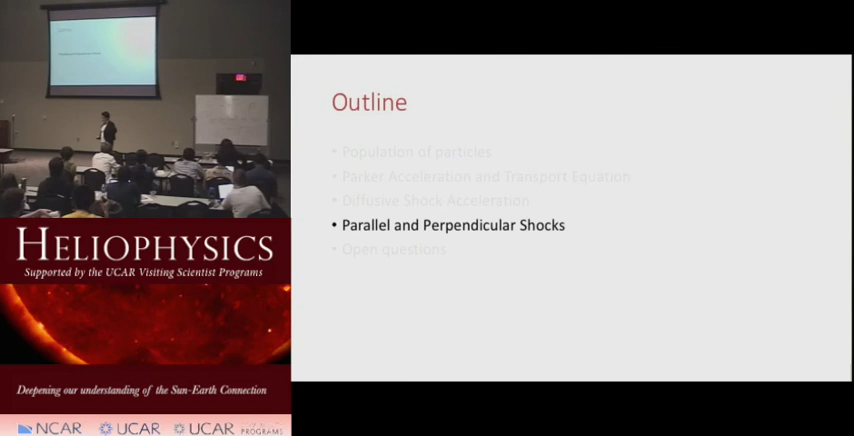 HELIOPHYSICS
Supported by the UCAR Visiting Scientist Programs
Deepening our understanding of the Sun-Earth Connection
NCAR UCAR UCAR PROGRAMS
Outline
• Population of particles
• Parker Acceleration and Transport Equation
• Diffusive Shock Acceleration
• Parallel and Perpendicular Shocks
• Open questions